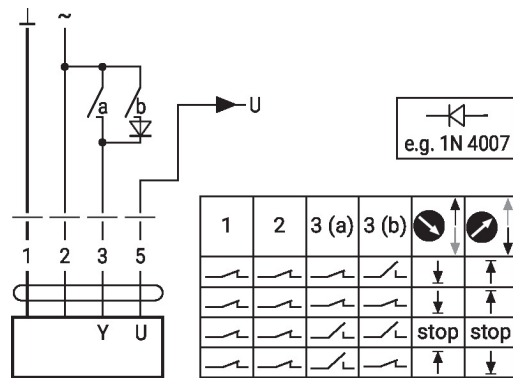 ~
a b
U
e.g. 1N 4007
1 2 3 5
Y U
1 2 3 (a) 3 (b)
stop stop